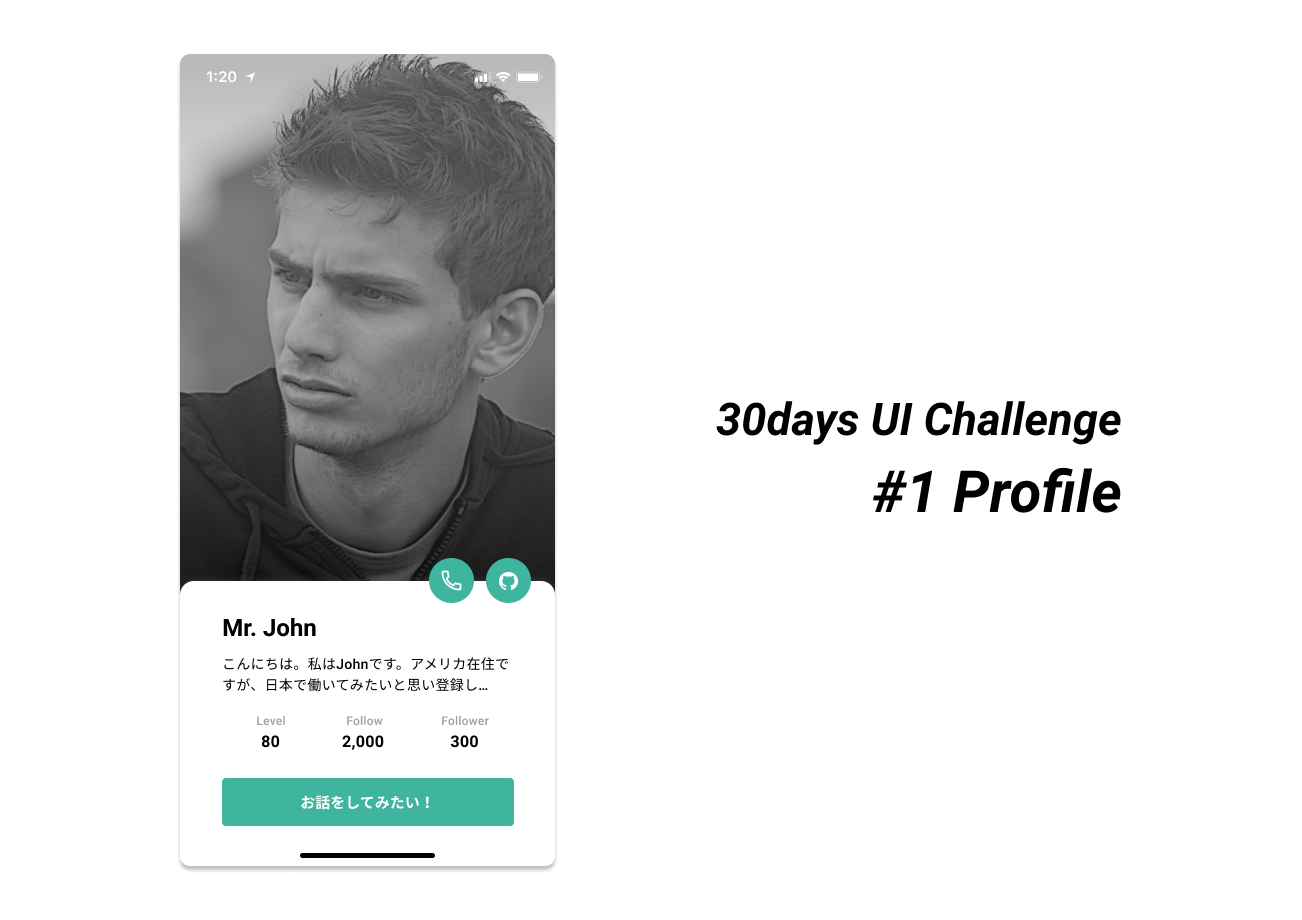 1:20
30days UI Challenge
#1 Profile
Mr. John
こんにちは。私はJohnです。アメリカ在住で
すが、日本で働いてみたいと思い登録し...
Level Follow Follower
80 2,000 300
お話をしてみたい！